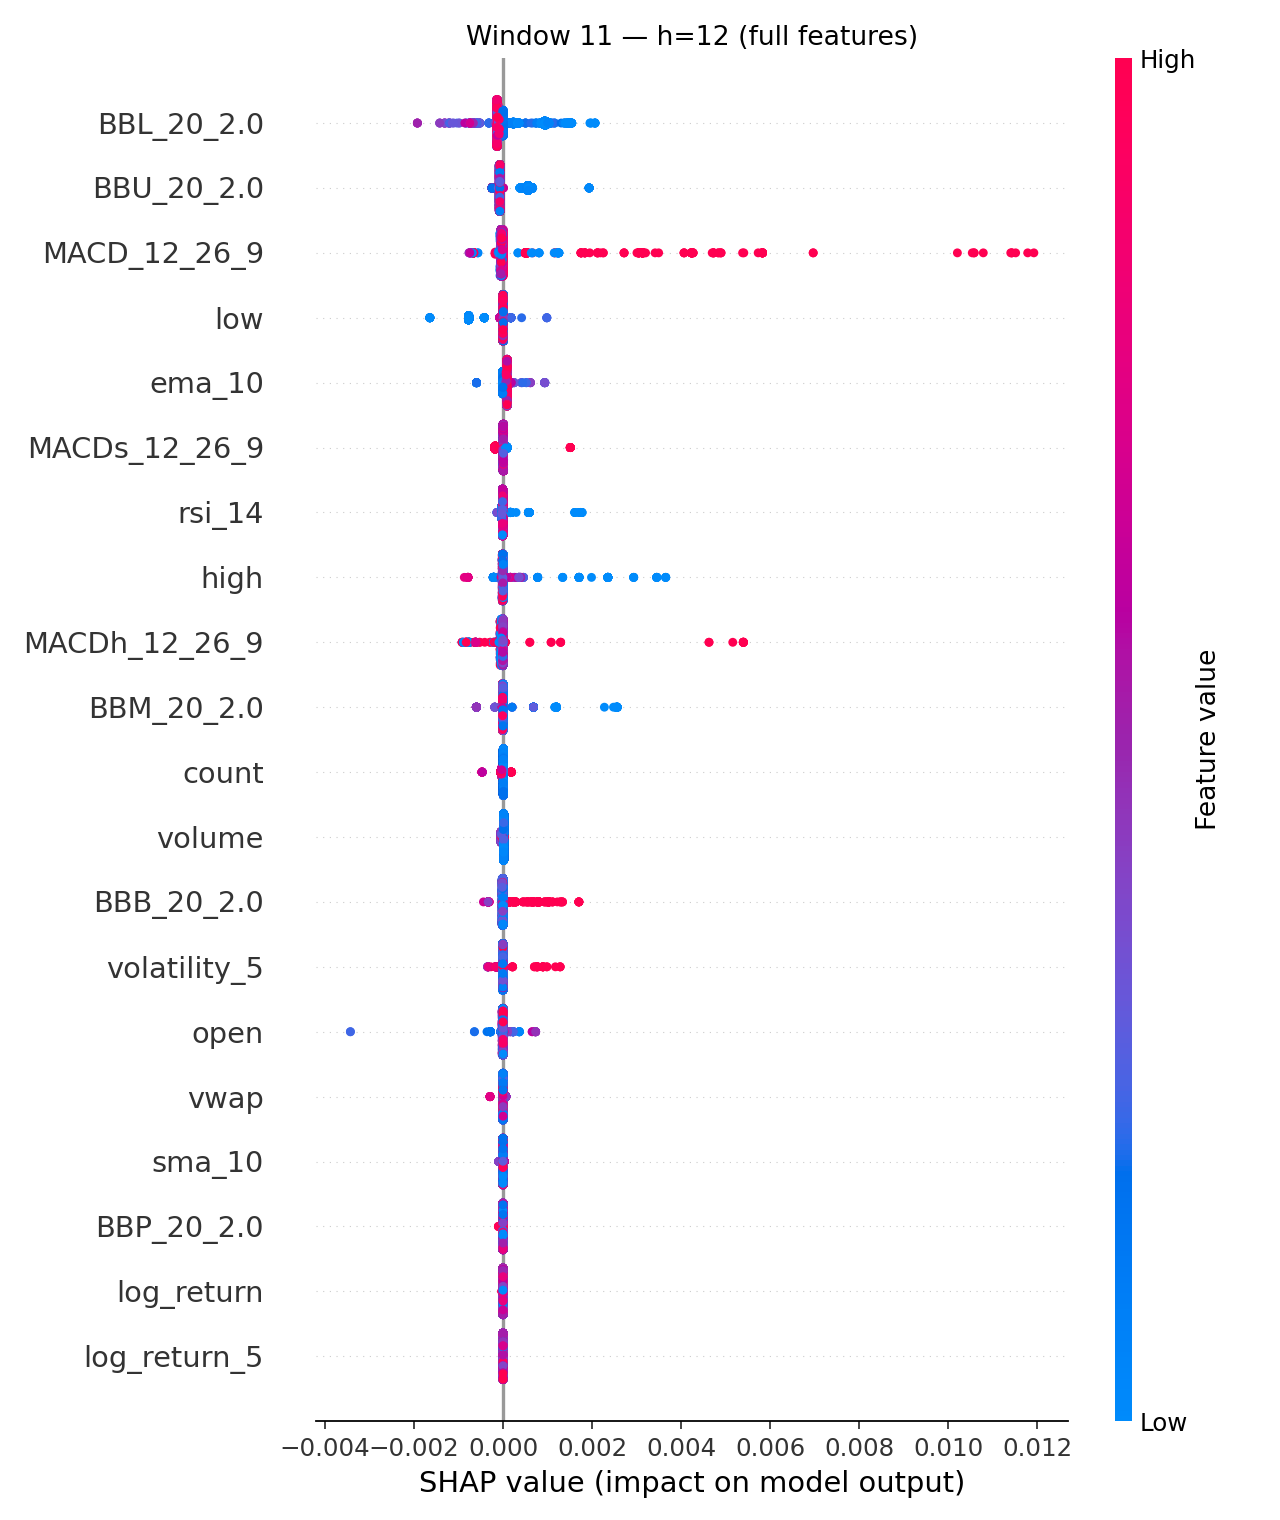 Window 11 — h=12 (full features)
High
BBL_20_2.0
BBU_20_2.0
MACD_12_26_9
low
ema_10
MACDs_12_26_9
rsi_14
high
MACDh_12_26_9
BBM_20_2.0
count
volume
BBB_20_2.0
volatility_5
open
vwap
sma_10
BBP_20_2.0
log_return
log_return_5
Feature value
Low
−0.004 −0.002 0.000 0.002 0.004 0.006 0.008 0.010 0.012
SHAP value (impact on model output)